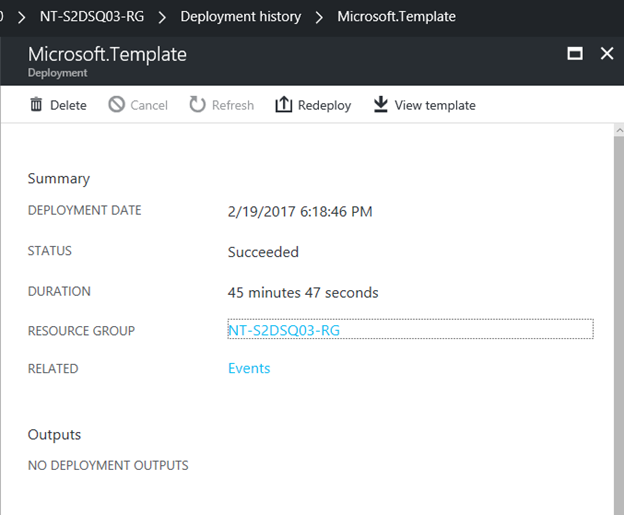 NT-S2DSQ03-RG > Deployment history > Microsoft.Template
Microsoft.Template
Deployment
Delete Cancel Refresh Redeploy View template
Summary
DEPLOYMENT DATE 2/19/2017 6:18:46 PM
STATUS Succeeded
DURATION 45 minutes 47 seconds
RESOURCE GROUP NT-S2DSQ03-RG
RELATED Events
Outputs
NO DEPLOYMENT OUTPUTS